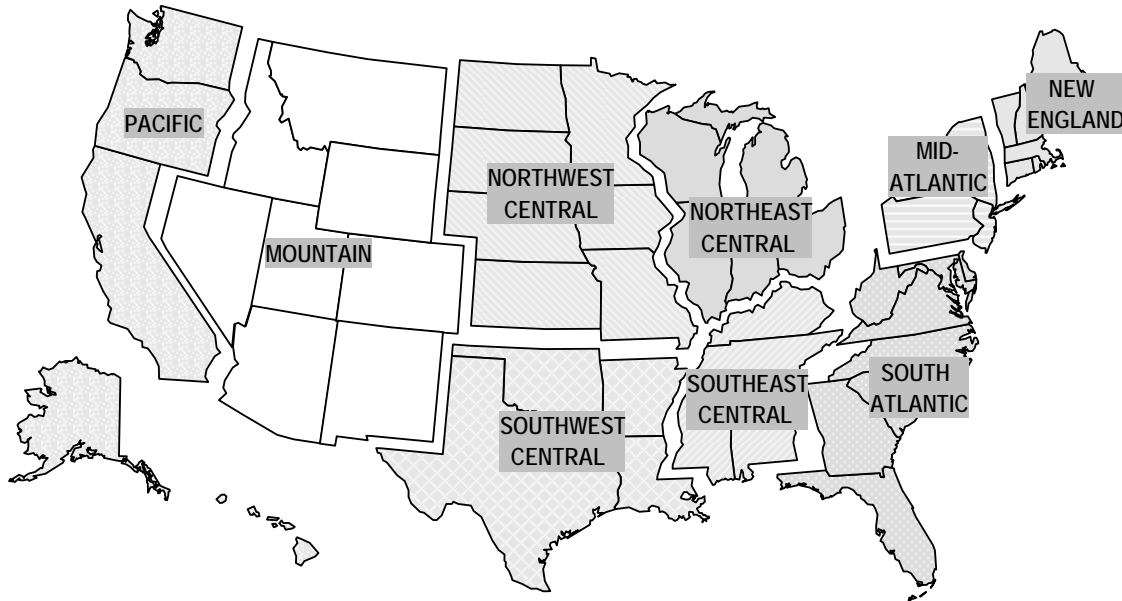 PACIFIC
MOUNTAIN
NORTHWEST
CENTRAL
SOUTHWEST
CENTRAL
NORTHEAST
CENTRAL
SOUTHEAST
CENTRAL
SOUTH
ATLANTIC
MID-
ATLANTIC
NEW
ENGLAND